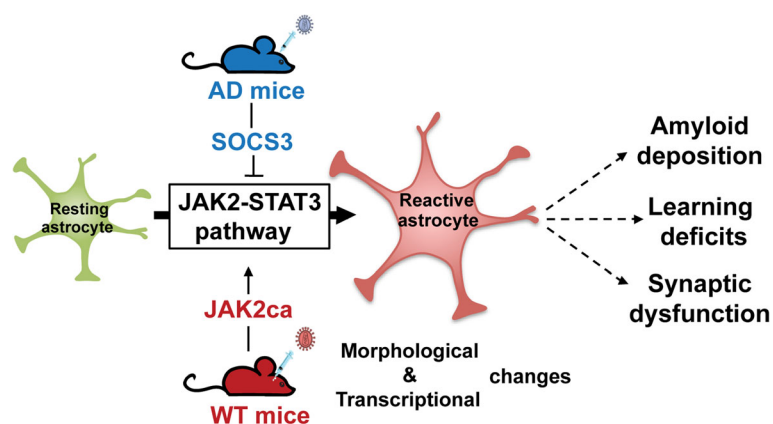 AD mice
SOCS3
Resting
astrocyte
JAK2-STAT3
pathway
Reactive
astrocyte
Amyloid
deposition
Learning
deficits
Synaptic
dysfunction
JAK2ca
WT mice
Morphological
&
Transcriptional
changes